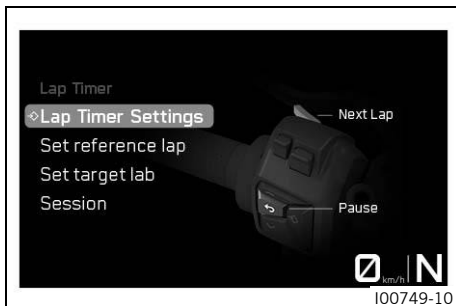 Lap Timer
Lap Timer Settings
Next Lap
Set reference lap
Set target lab
Session
Pause
0 km/h N
I00749-10